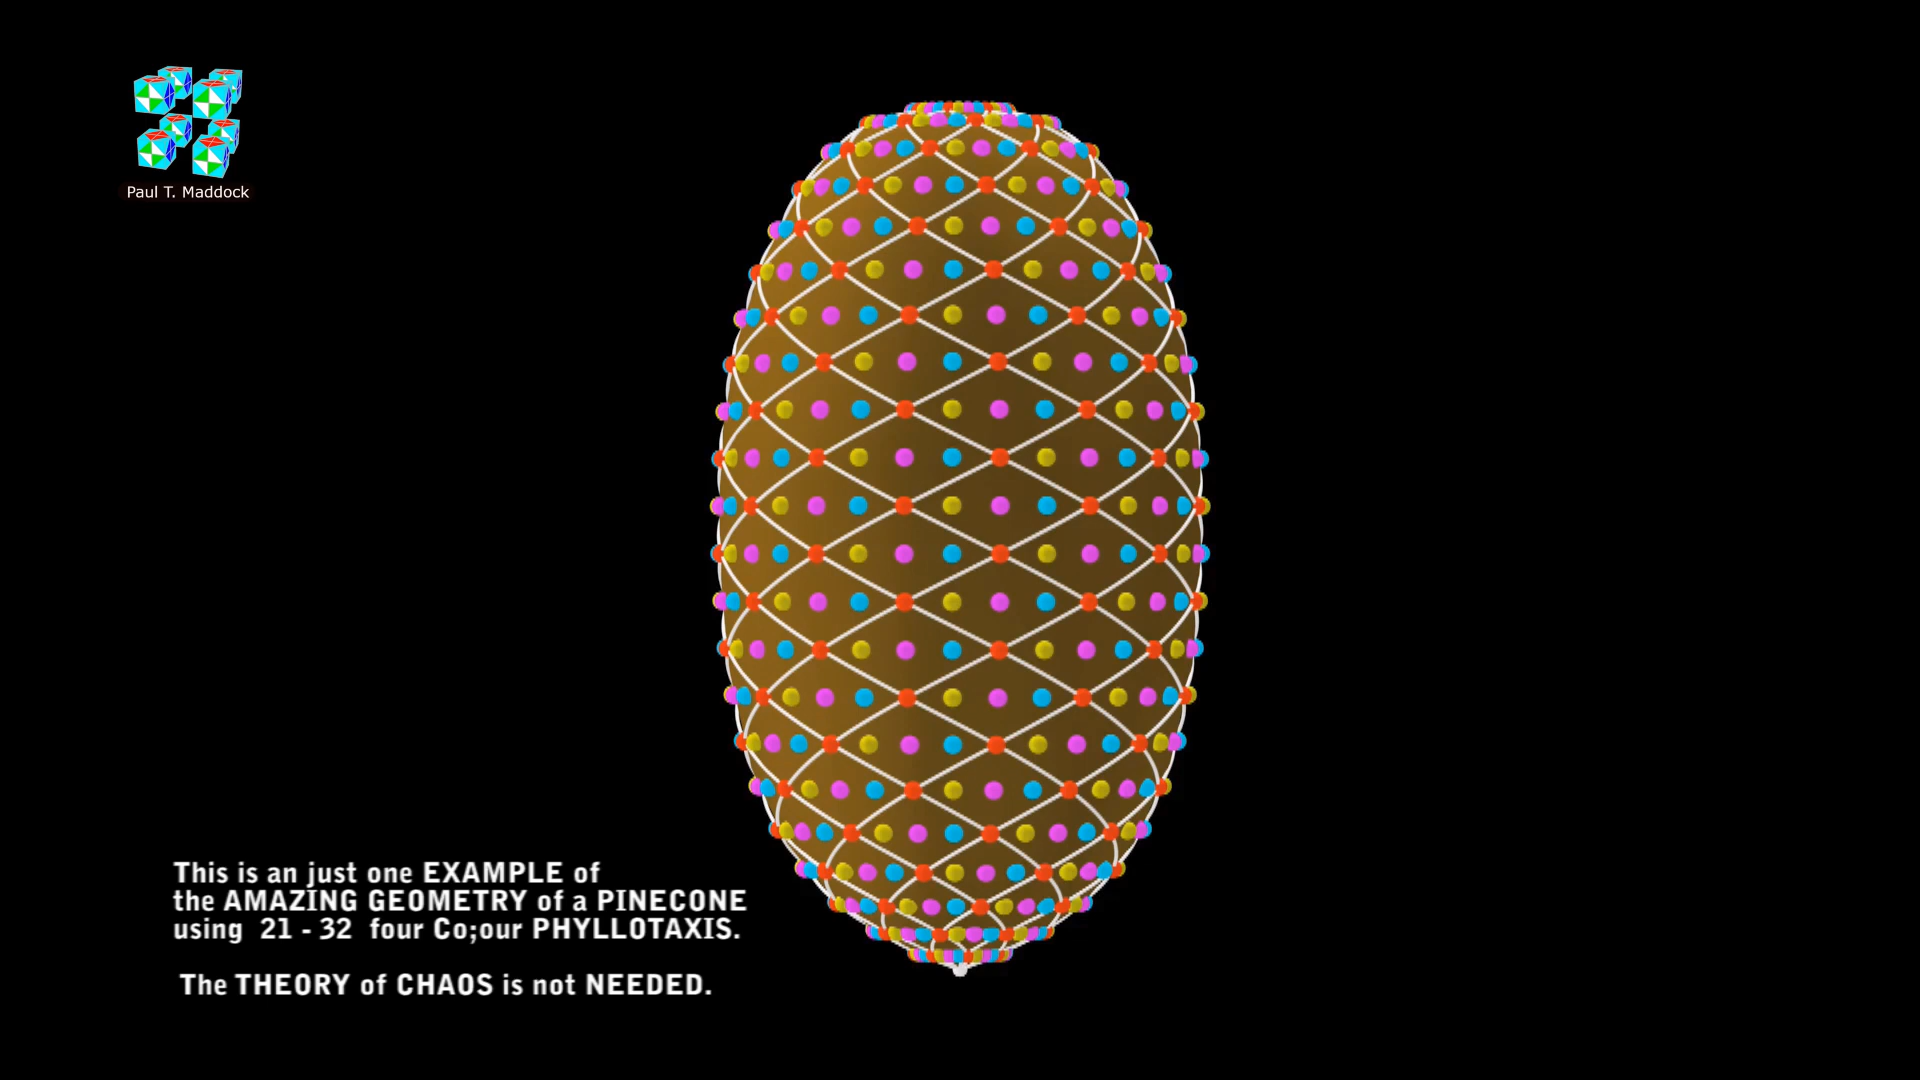 Paul T. Maddock
This is an just one EXAMPLE of
the AMAZING GEOMETRY of a PINECONE
using 21 - 32 four Co;our PHYLLOTAXIS.
The THEORY of CHAOS is not NEEDED.